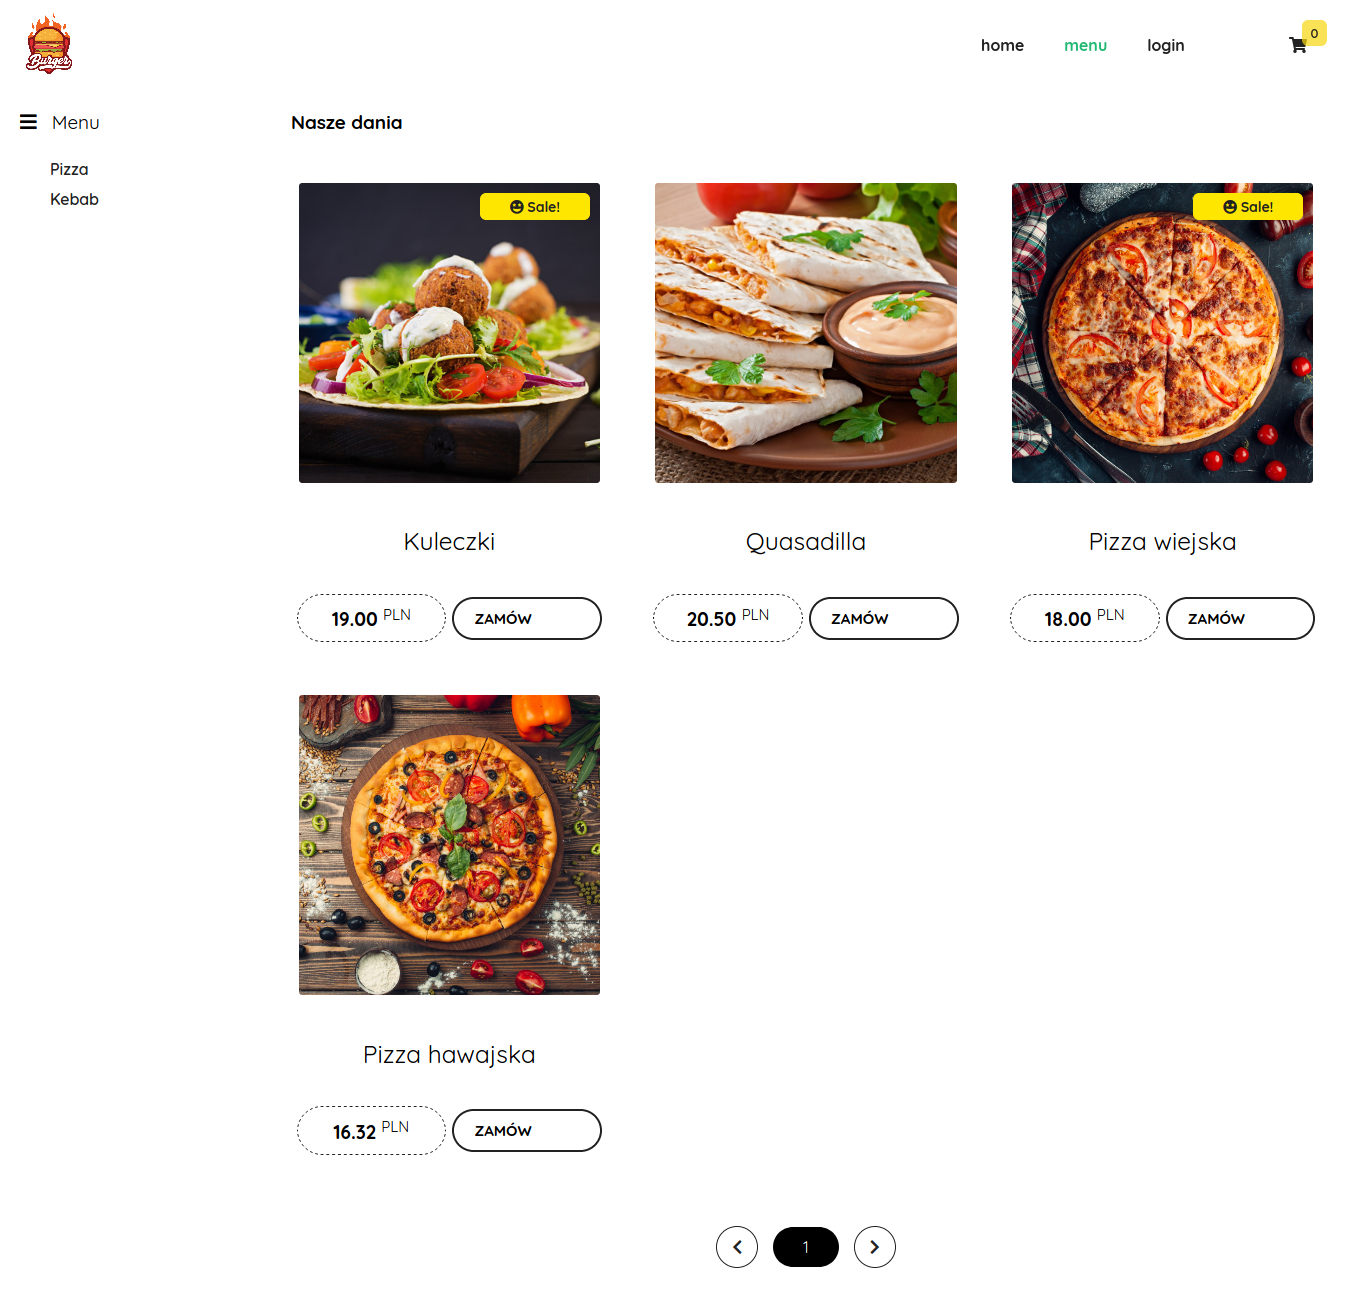 Burger
home menu login 0
Menu
Pizza
Kebab
Nasze dania
Sale!
Sale!
Kuleczki
Quasadilla
Pizza wiejska
19.00 PLN ZAMÓW
20.50 PLN ZAMÓW
18.00 PLN ZAMÓW
Pizza hawajska
16.32 PLN ZAMÓW
1